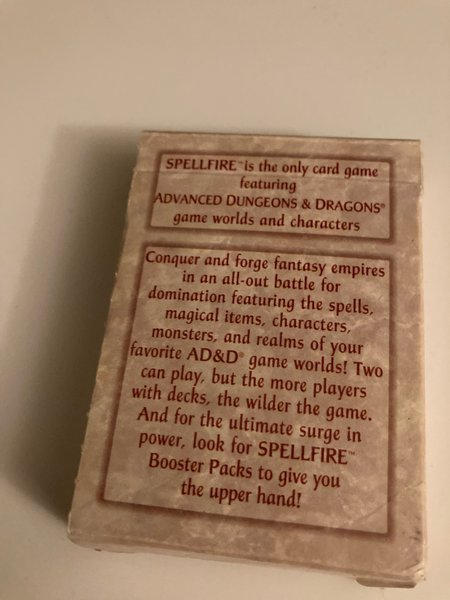 SPELLFIRE™ is the only card game
featuring
ADVANCED DUNGEONS & DRAGONS®
game worlds and characters
Conquer and forge fantasy empires
in an all-out battle for
domination featuring the spells,
magical items, characters,
monsters, and realms of your
favorite AD&D® game worlds! Two
can play, but the more players
with decks, the wilder the game.
And for the ultimate surge in
power, look for SPELLFIRE™
Booster Packs to give you
the upper hand!